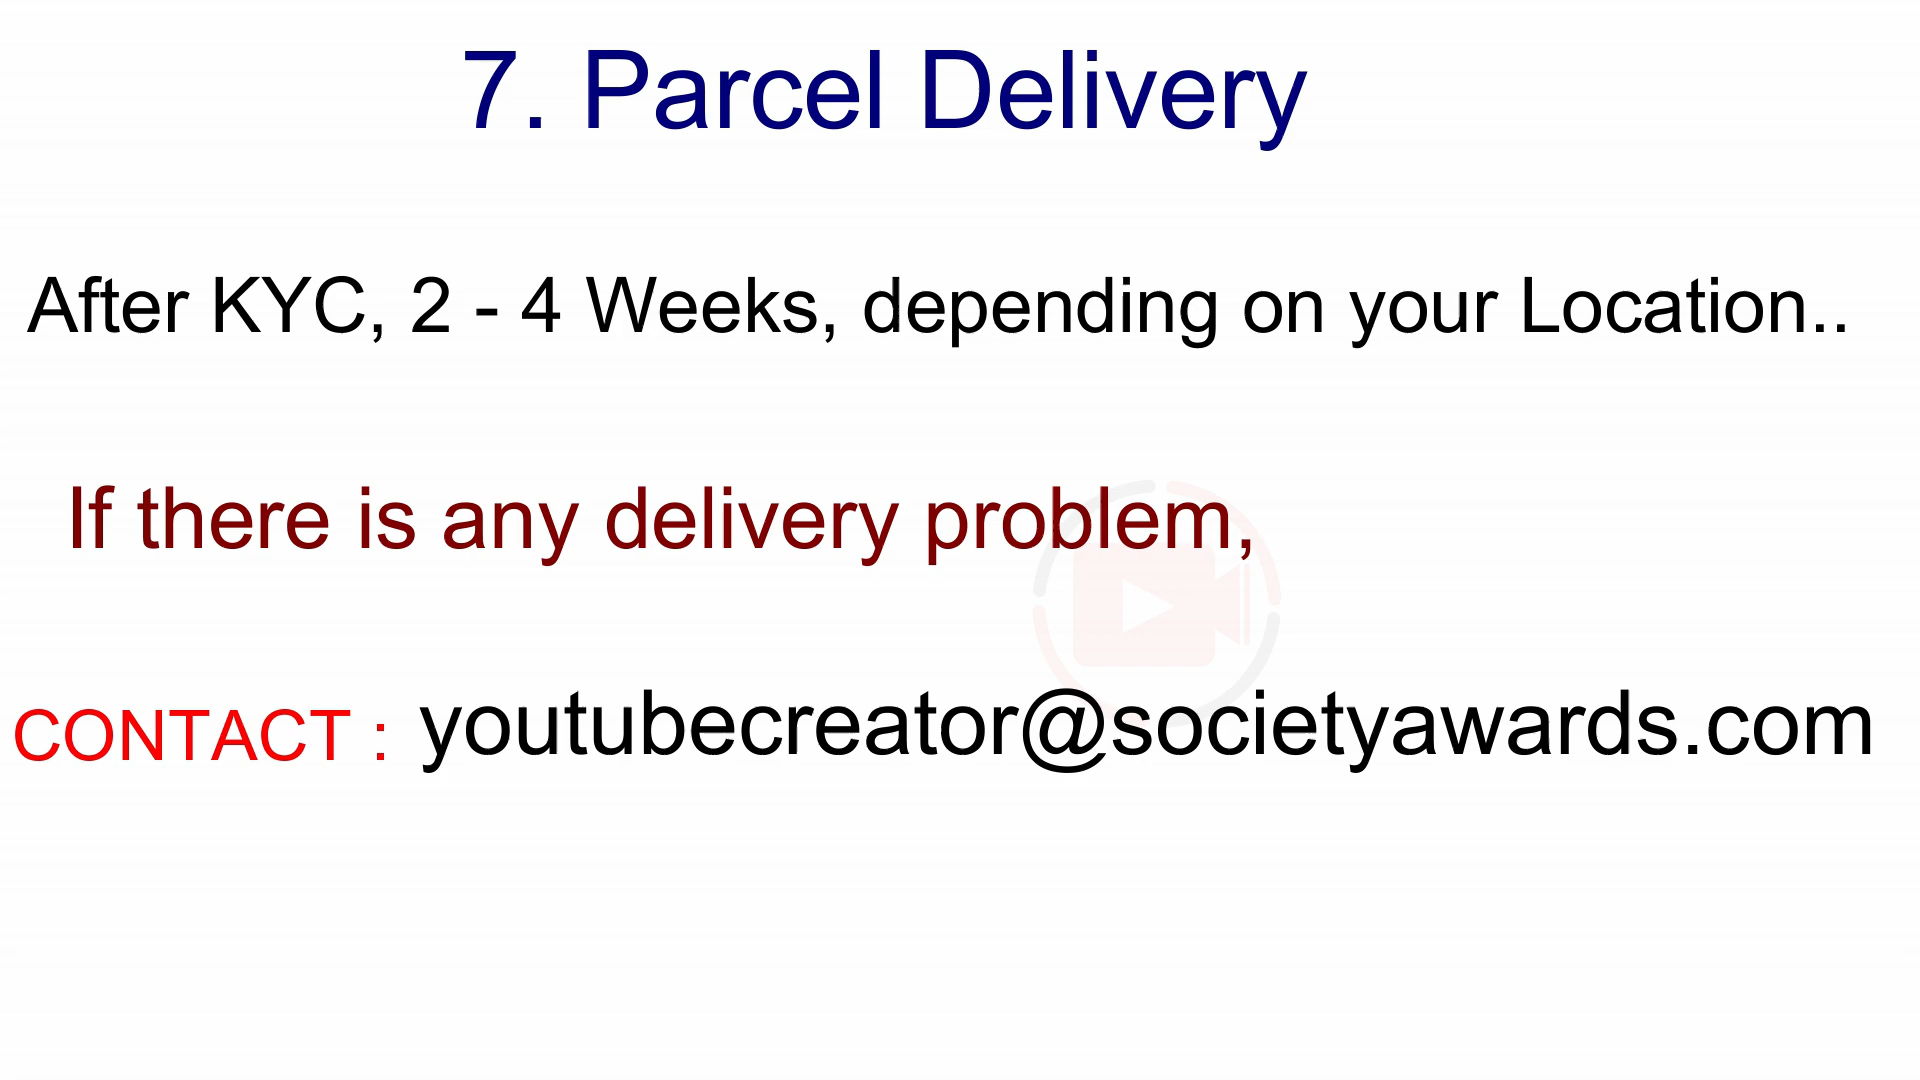 7. Parcel Delivery
After KYC, 2 - 4 Weeks, depending on your Location..
If there is any delivery problem,
CONTACT : youtubecreator@societyawards.com